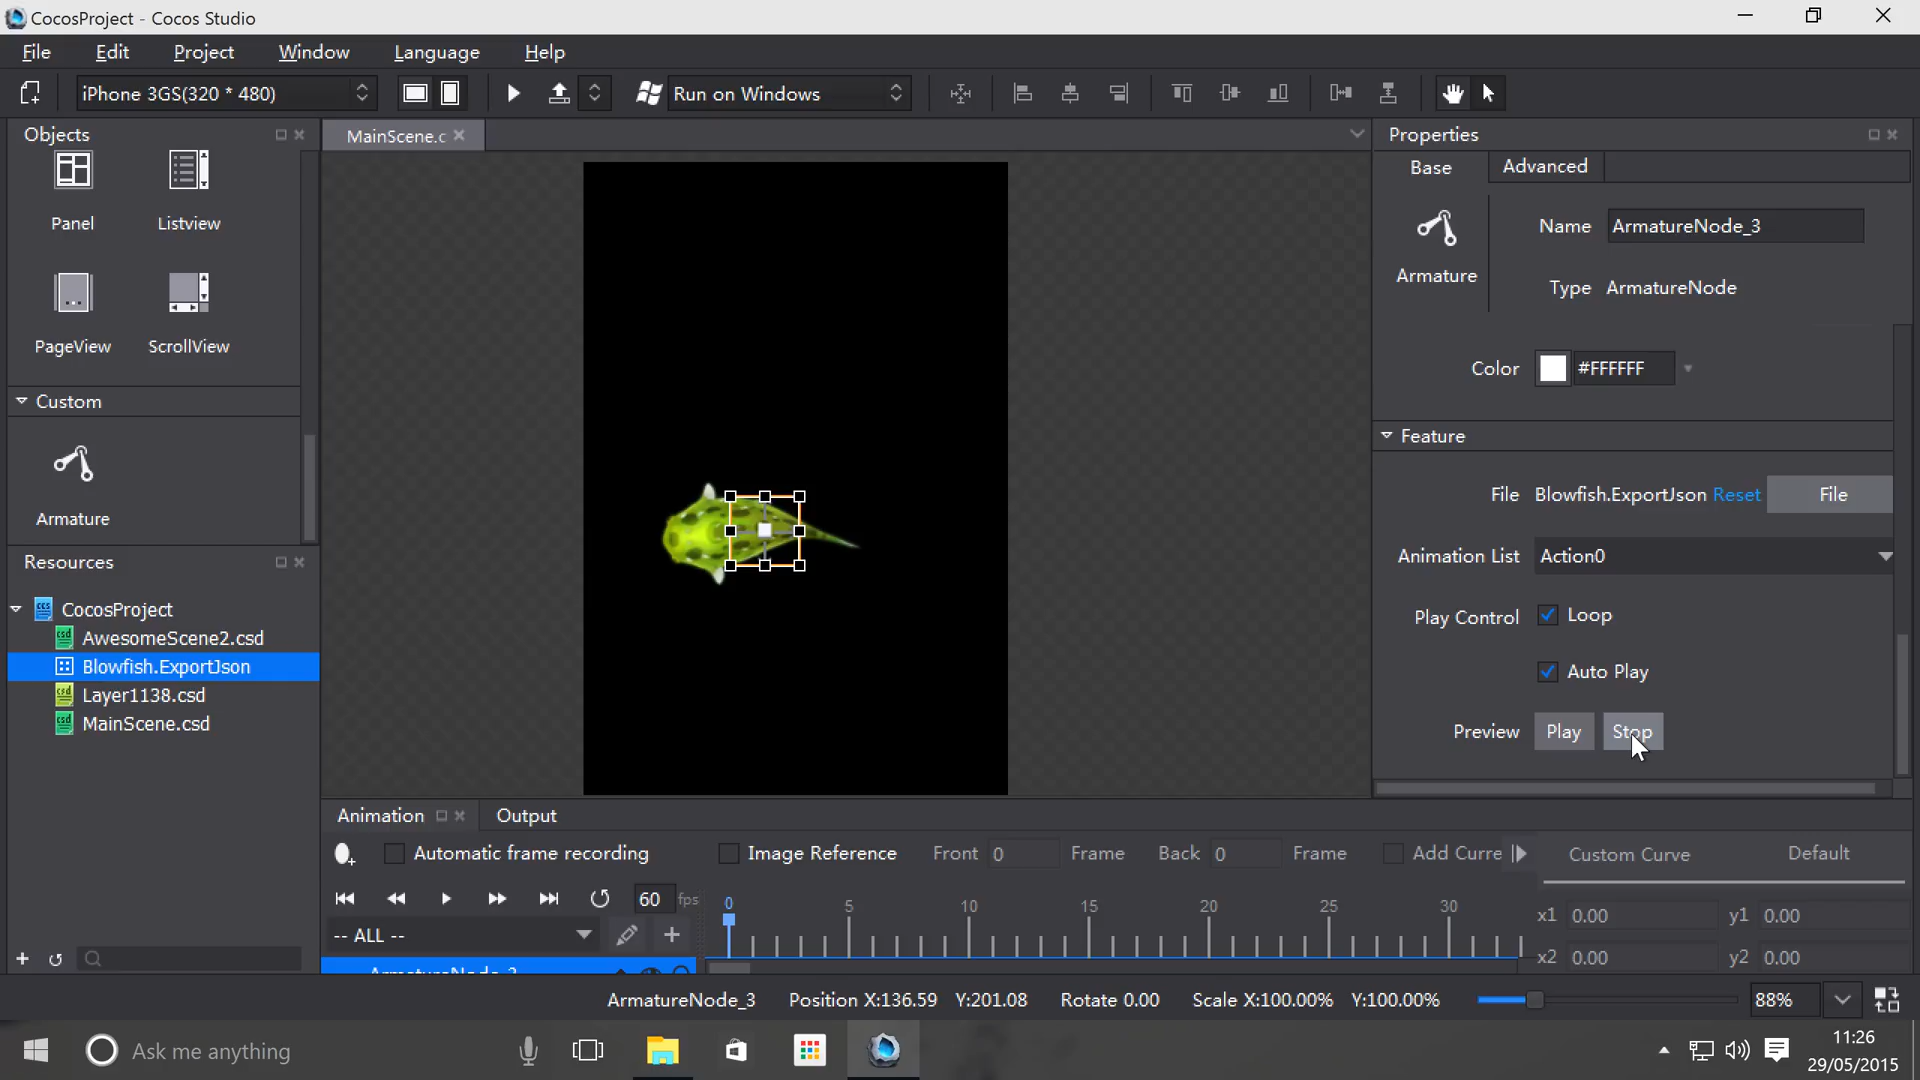 CocosProject - Cocos Studio
File Edit Project Window Language Help
iPhone 3GS(320 * 480)
Run on Windows
Objects
MainScene.c
Properties
Base Advanced
Panel Listview
Name ArmatureNode_3
Armature
Type ArmatureNode
PageView ScrollView
Color #FFFFFF
Custom
Feature
Armature
File Blowfish.ExportJson Reset File
Animation List Action0
Resources
Play Control Loop
CocosProject
AwesomeScene2.csd
Blowfish.ExportJson
Layer1138.csd
MainScene.csd
Auto Play
Preview Play Stop
Animation Output
Automatic frame recording Image Reference Front 0 Frame Back 0 Frame Add Curre Custom Curve Default
60 fps 0 5 10 15 20 25 30
x1 0.00 y1 0.00
-- ALL --
x2 0.00 y2 0.00
ArmatureNode_3 Position X:136.59 Y:201.08 Rotate 0.00 Scale X:100.00% Y:100.00% 88%
Ask me anything
11:26
29/05/2015